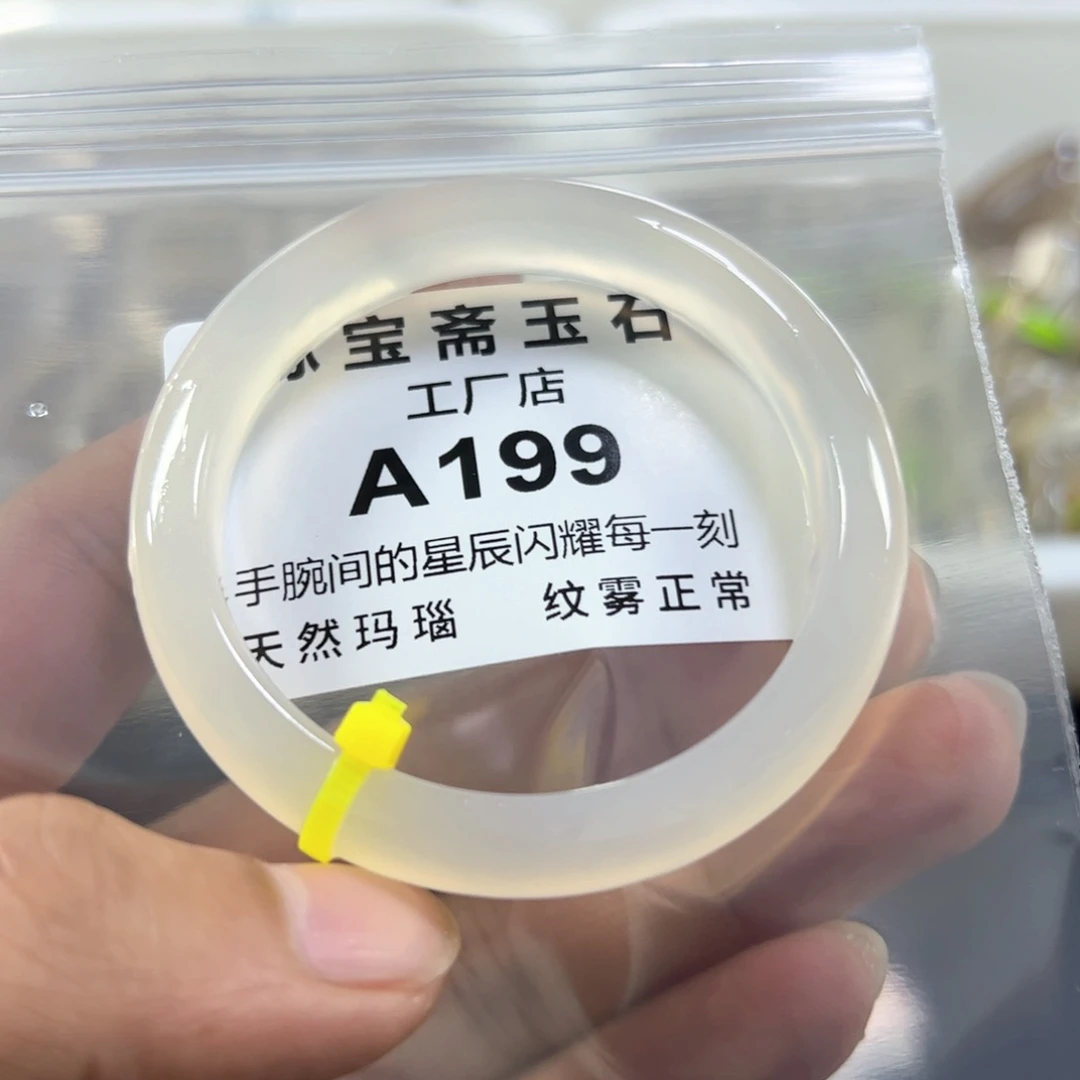 宝斋玉石
工厂店
A199
手腕间的星辰闪耀每一刻
天然玛瑙 纹雾正常